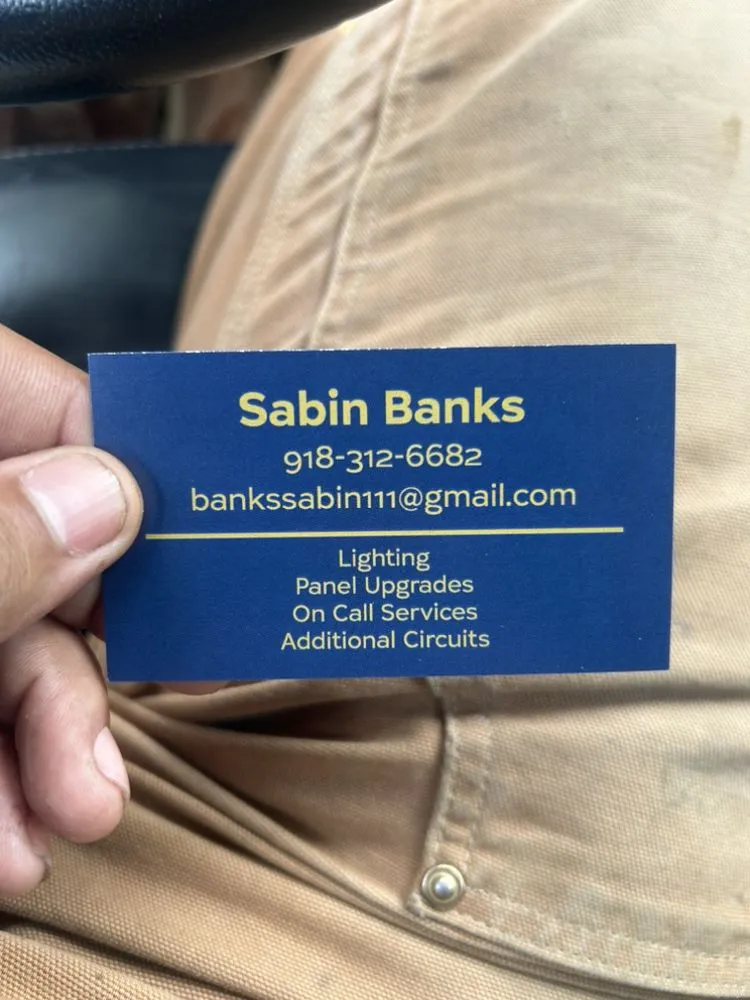 Sabin Banks
918-312-6682
bankssabin111@gmail.com
Lighting
Panel Upgrades
On Call Services
Additional Circuits